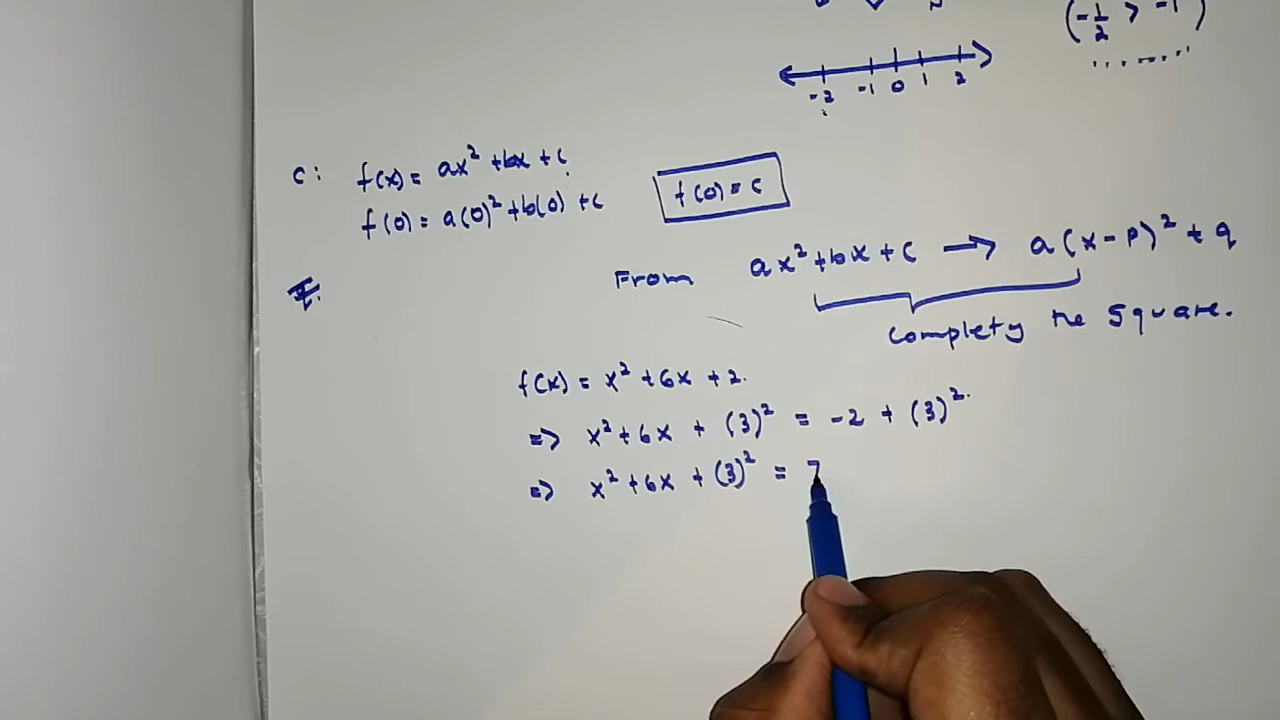 (-1/2 > -1)
-2 -1 0 1 2
c: f(x) = ax² + bx + c
f(0) = a(0)² + b(0) + c
f(0) = c
From ax² + bx + c → a(x - p)² + q
Complety the square.
f(x) = x² + 6x + 2.
=> x² + 6x + (3)² = -2 + (3)².
=> x² + 6x + (3)² = 7